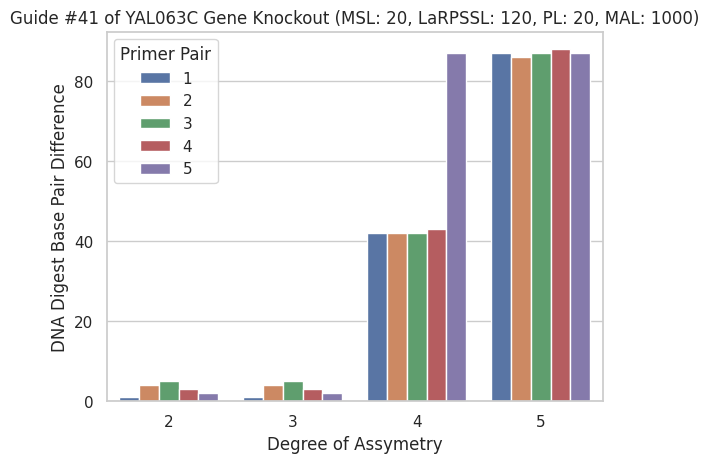 Guide #41 of YAL063C Gene Knockout (MSL: 20, LaRPSSL: 120, PL: 20, MAL: 1000)
Primer Pair
1
2
3
4
5
DNA Digest Base Pair Difference
80
60
40
20
0
2 3 4 5
Degree of Assymetry